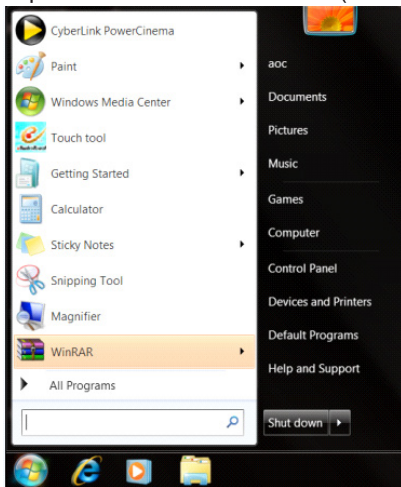 CyberLink PowerCinema
Paint
Windows Media Center
Touch tool
Getting Started
Calculator
Sticky Notes
Snipping Tool
Magnifier
WinRAR
All Programs
aoc
Documents
Pictures
Music
Games
Computer
Control Panel
Devices and Printers
Default Programs
Help and Support
Shut down